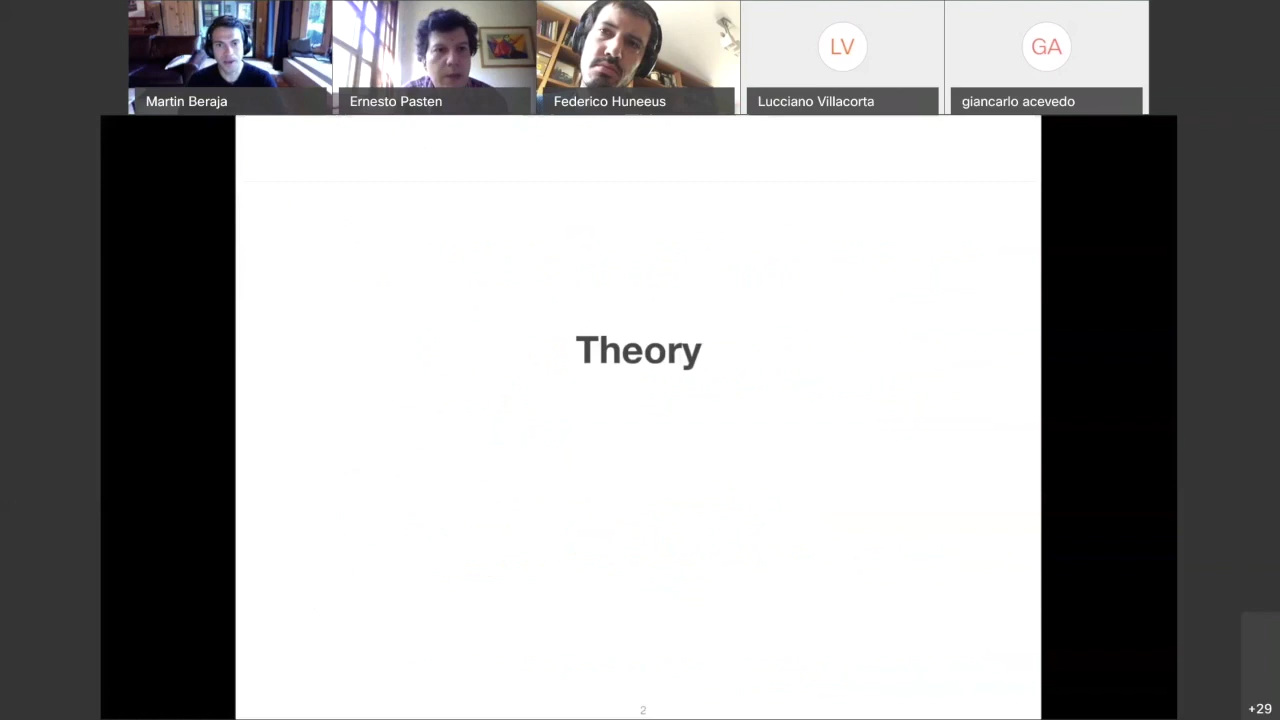 Martin Beraja
Ernesto Pasten
Federico Huneeus
LV
Lucciano Villacorta
GA
giancarlo acevedo
Theory
2
+29